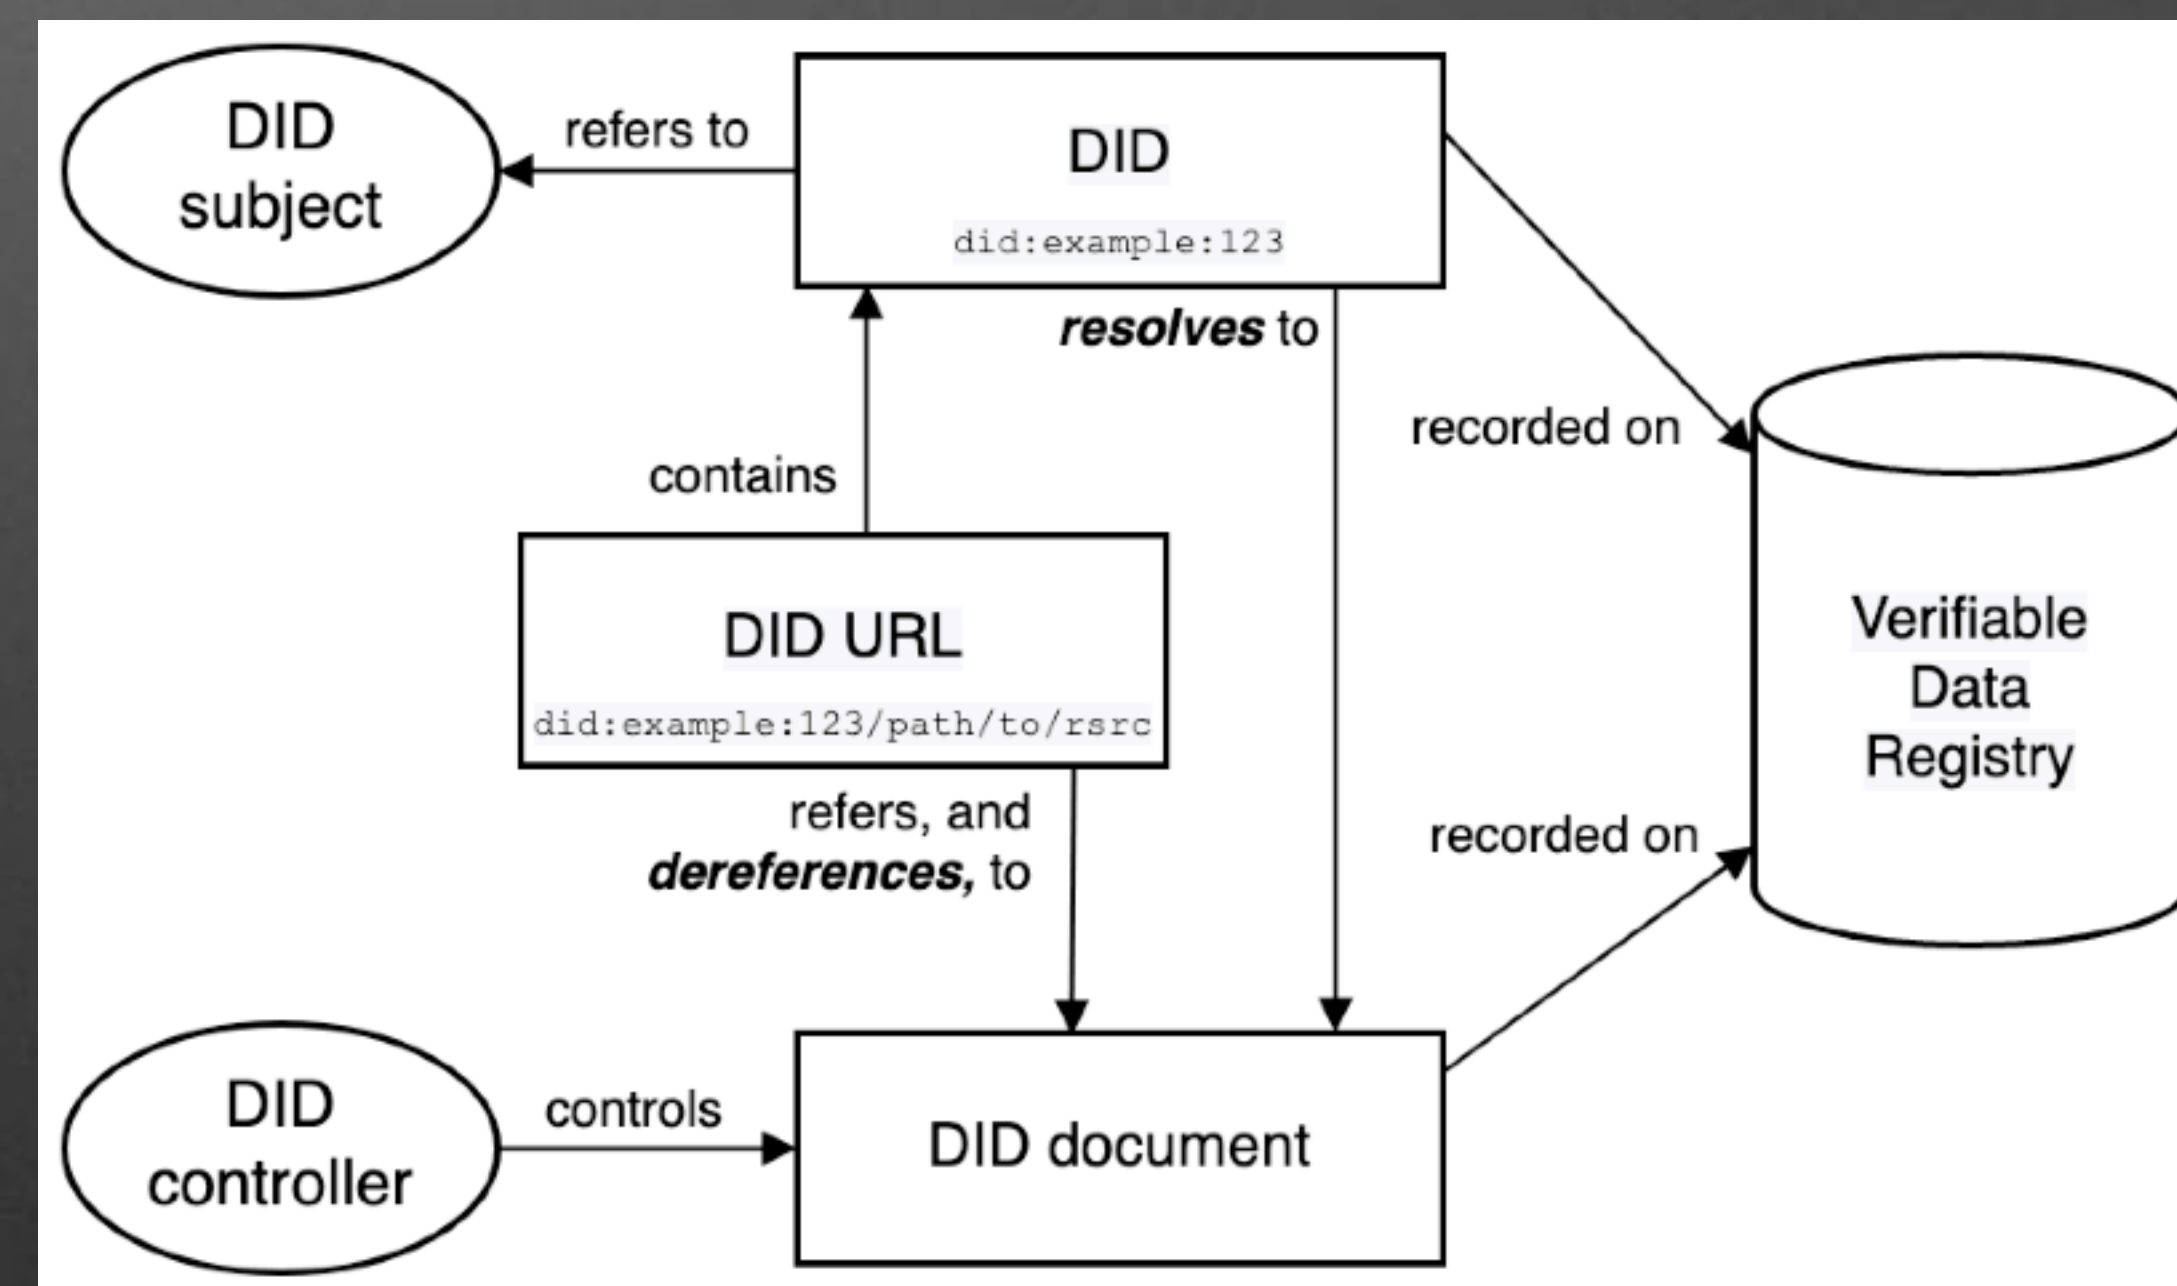 DID
subject
refers to
DID
did:example:123
resolves to
recorded on
contains
DID URL
did:example:123/path/to/rsrc
refers, and
dereferences, to
Verifiable
Data
Registry
recorded on
DID
controller
controls
DID document